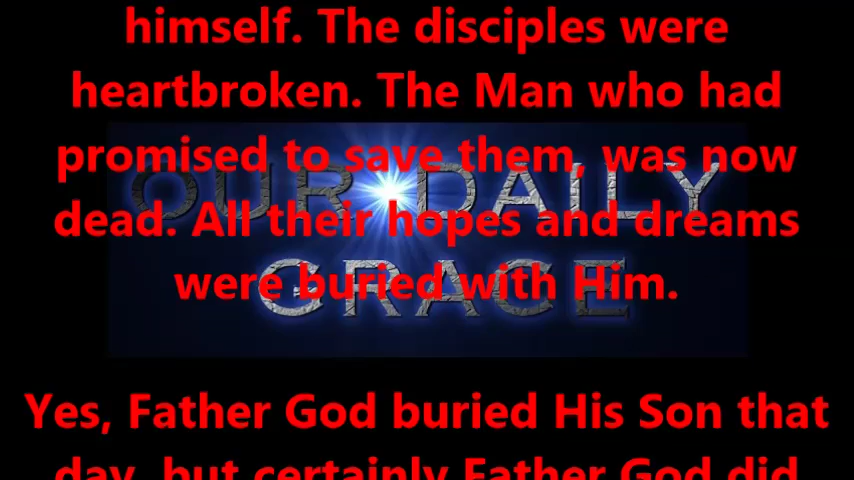 himself. The disciples were
heartbroken. The Man who had
promised to save them, was now
dead. All their hopes and dreams
were buried with Him.
Yes, Father God buried His Son that
day, but certainly Father God did
OUR DAILY
GRACE